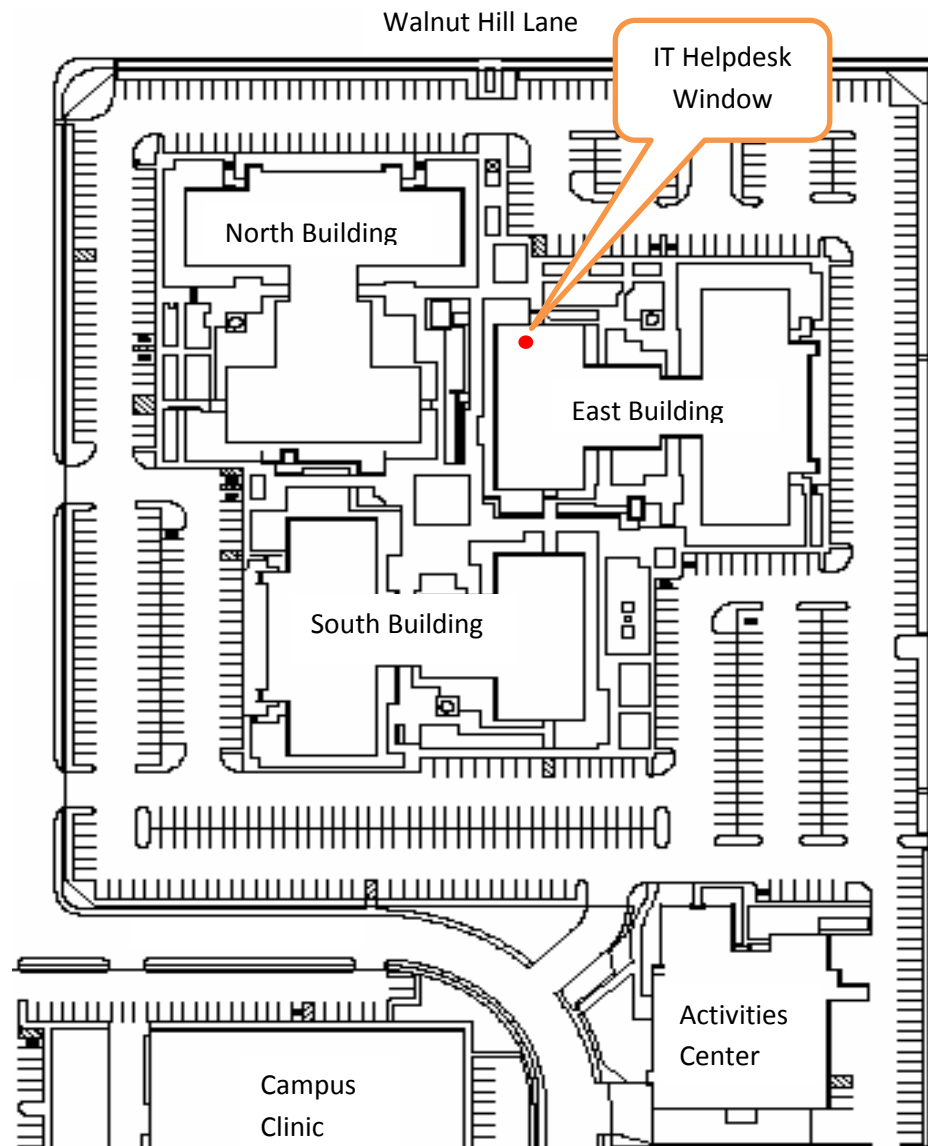 Walnut Hill Lane
IT Helpdesk
Window
North Building
East Building
South Building
Activities
Center
Campus
Clinic